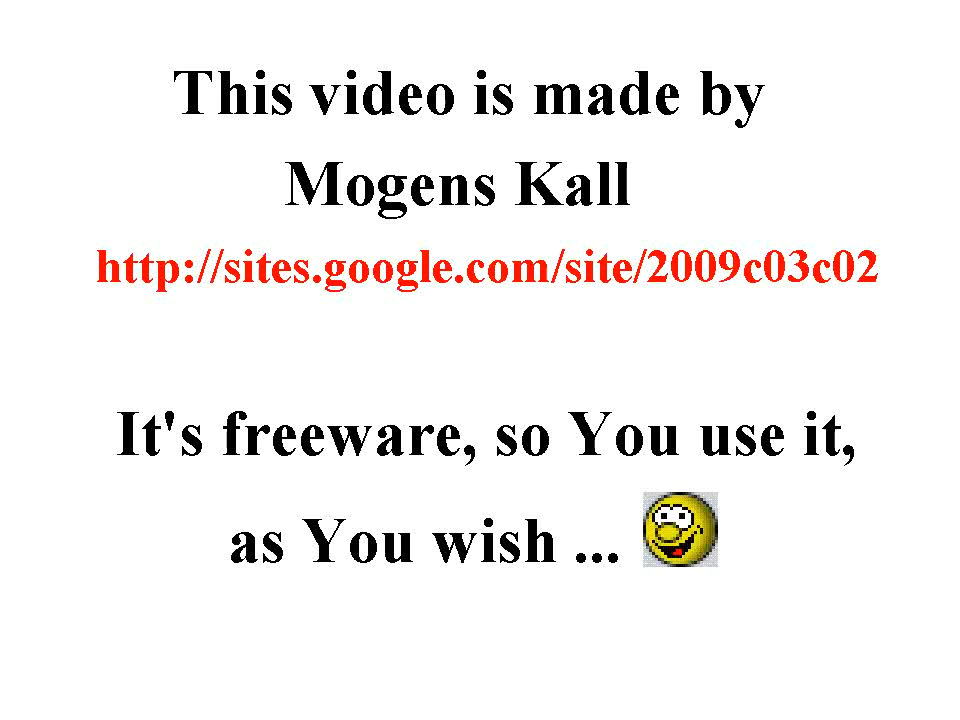 This video is made by
Mogens Kall
http://sites.google.com/site/2009c03c02
It's freeware, so You use it,
as You wish ...